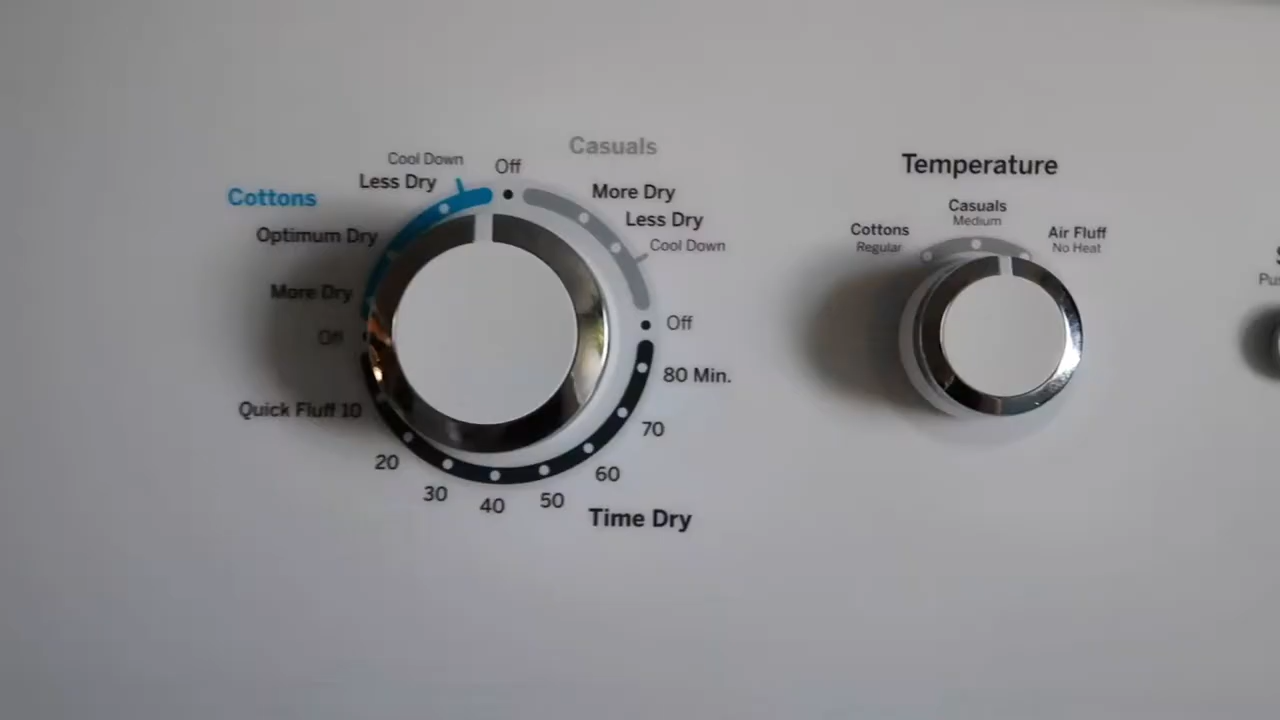 Cottons
Cool Down
Less Dry
Optimum Dry
More Dry
Off
Off
Casuals
More Dry
Less Dry
Cool Down
Off
80 Min.
70
60
50
40
30
20
Quick Fluff 10
Time Dry
Temperature
Cottons
Regular
Casuals
Medium
Air Fluff
No Heat